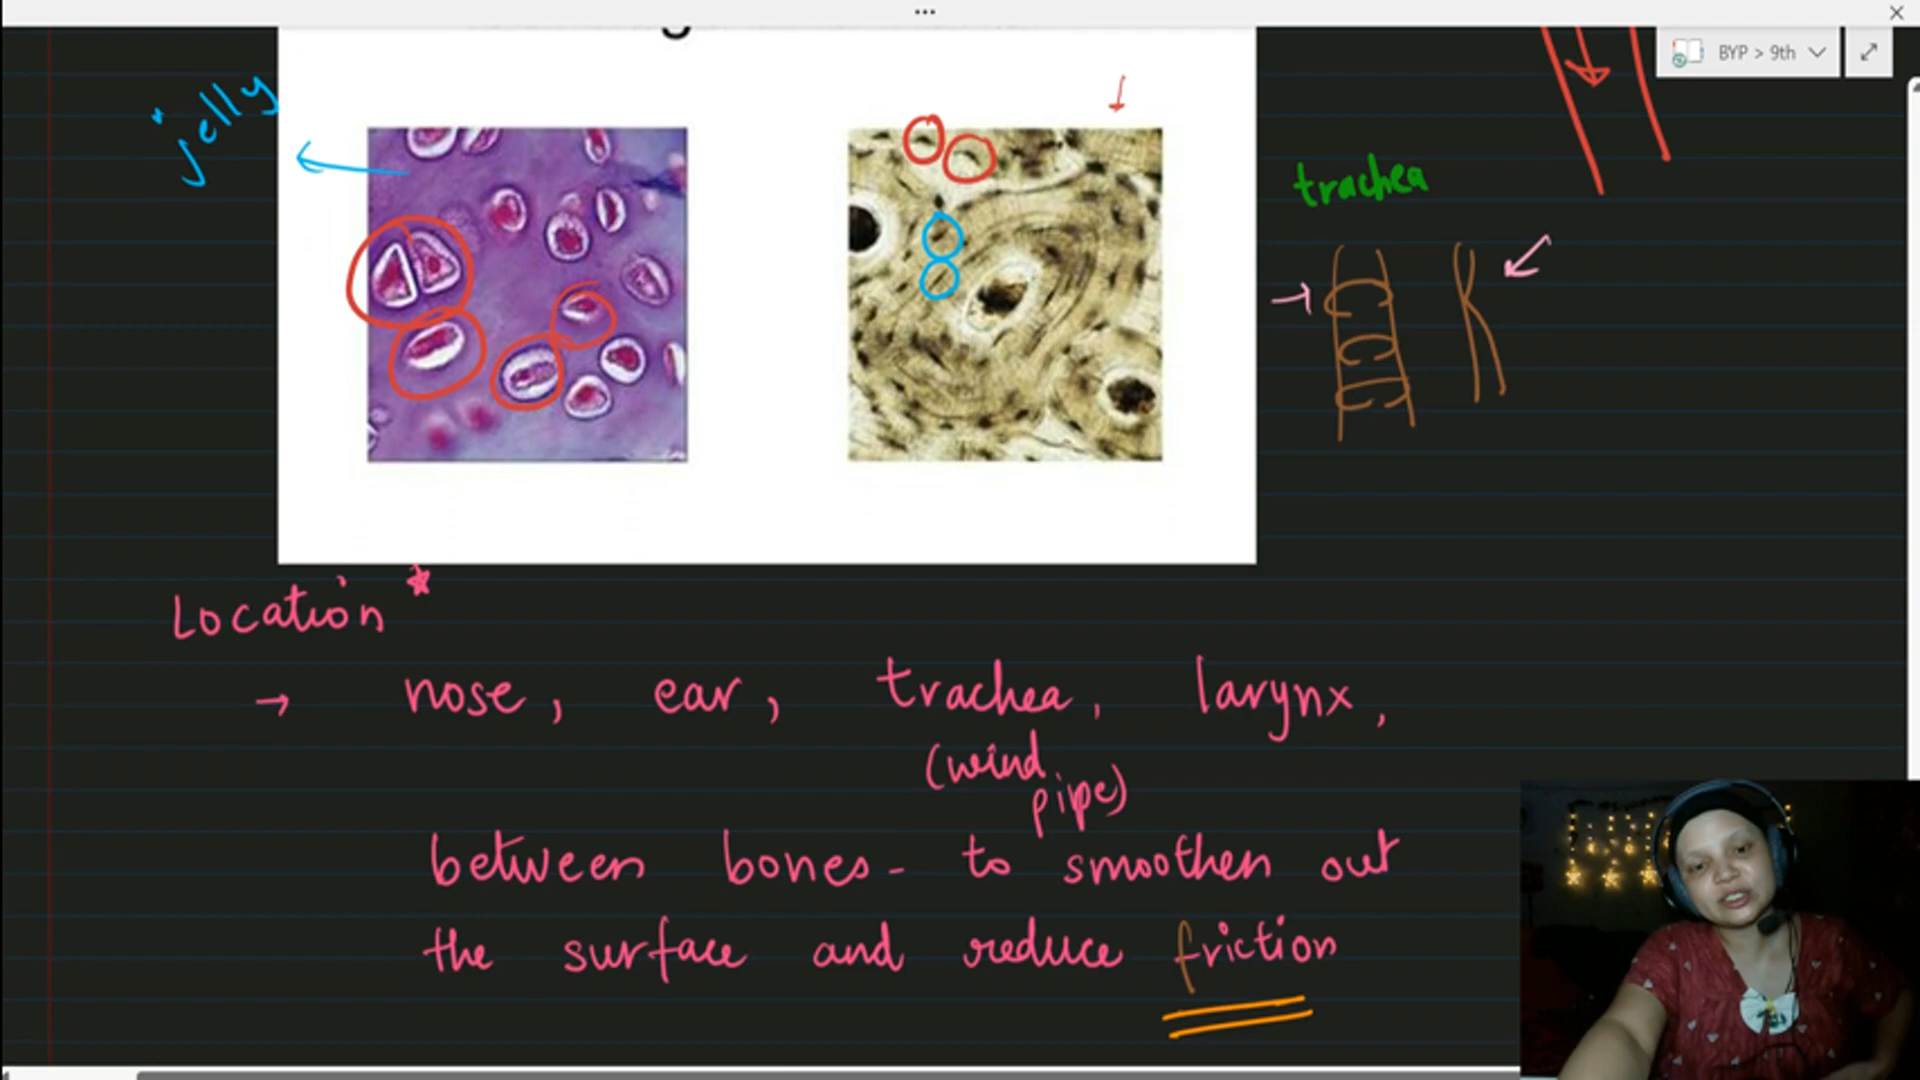 BYP > 9th
"jelly
trachea
Location *
→ nose, ear, trachea, larynx,
(wind pipe)
between bones - to smoothen out
the surface and reduce friction